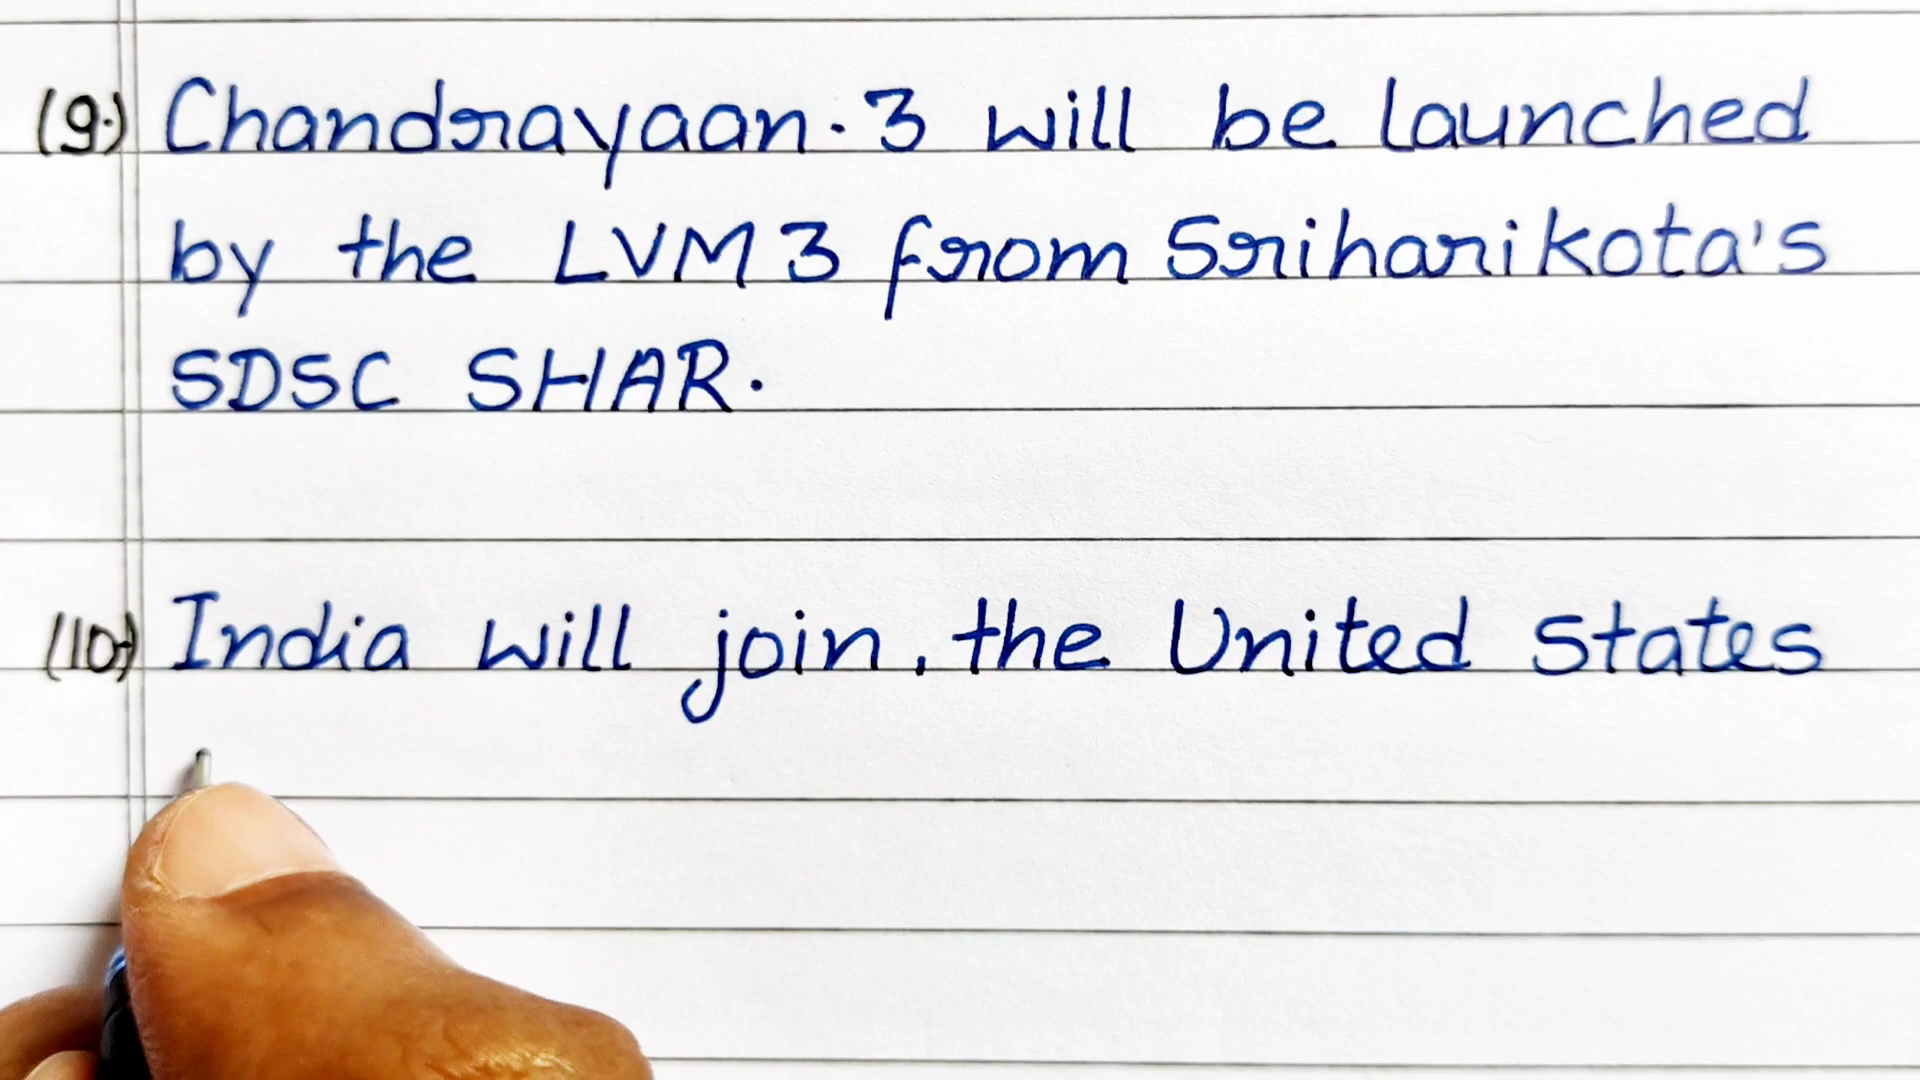 (9.) Chandrayaan.3 will be launched
by the LVM3 from Sriharikota's
SDSC SHAR.
(10.) India will join, the United States